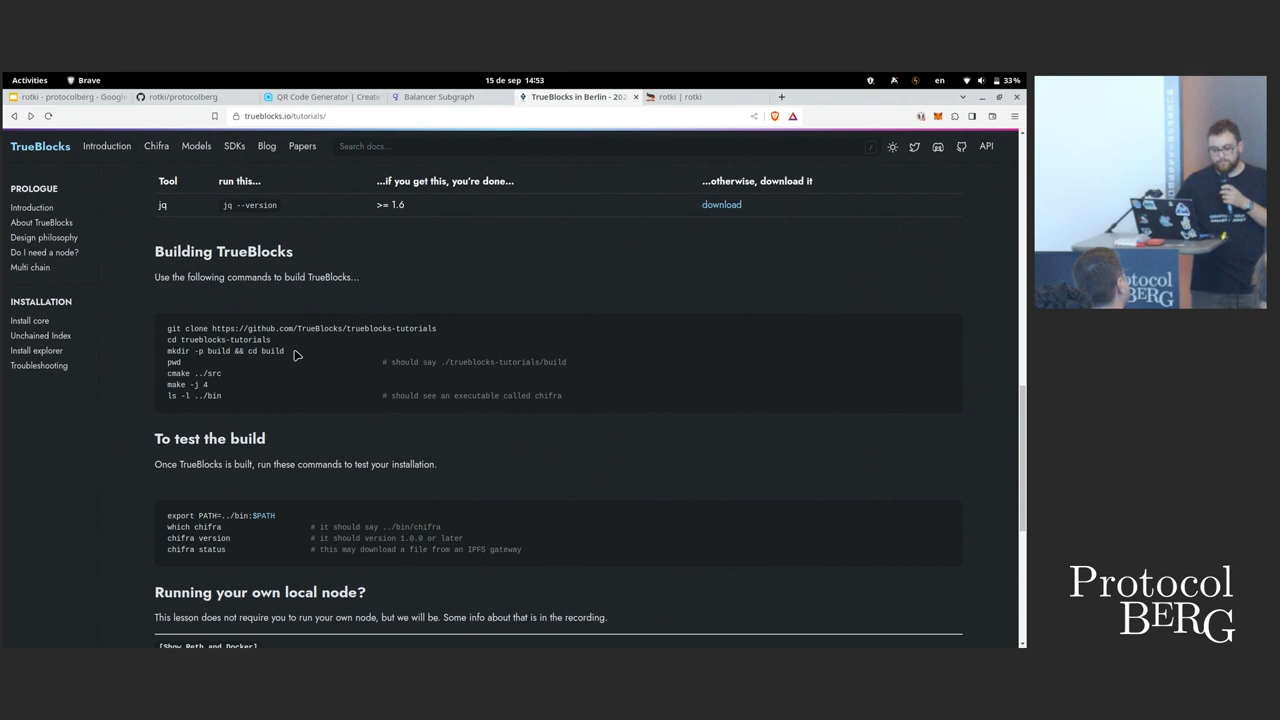 Activities
Brave
15 de sep 14:53
en
33 %
rotki - protocolberg - Google
rotki/protocolberg
QR Code Generator | Create
Balancer Subgraph
TrueBlocks in Berlin - 202
rotki | rotki
trueblocks.io/tutorials/
TrueBlocks
Introduction
Chifra
Models
SDKs
Blog
Papers
Search docs...
/
API
PROLOGUE
Introduction
About TrueBlocks
Design philosophy
Do I need a node?
Multi chain
INSTALLATION
Install core
Unchained Index
Install explorer
Troubleshooting
Tool run this... ...if you get this, you're done... ...otherwise, download it
jq jq --version >= 1.6 download
Building TrueBlocks
Use the following commands to build TrueBlocks...
git clone https://github.com/TrueBlocks/trueblocks-tutorials
cd trueblocks-tutorials
mkdir -p build && cd build
pwd # should say ./trueblocks-tutorials/build
cmake ../src
make -j 4
ls -l ../bin # should see an executable called chifra
To test the build
Once TrueBlocks is built, run these commands to test your installation.
export PATH=../bin:$PATH
which chifra # it should say ../bin/chifra
chifra version # it should version 1.0.0 or later
chifra status # this may download a file from an IPFS gateway
Running your own local node?
This lesson does not require you to run your own node, but we will be. Some info about that is in the recording.
[Show Reth and Docker]
Protocol
BERG
Protocol
BERG